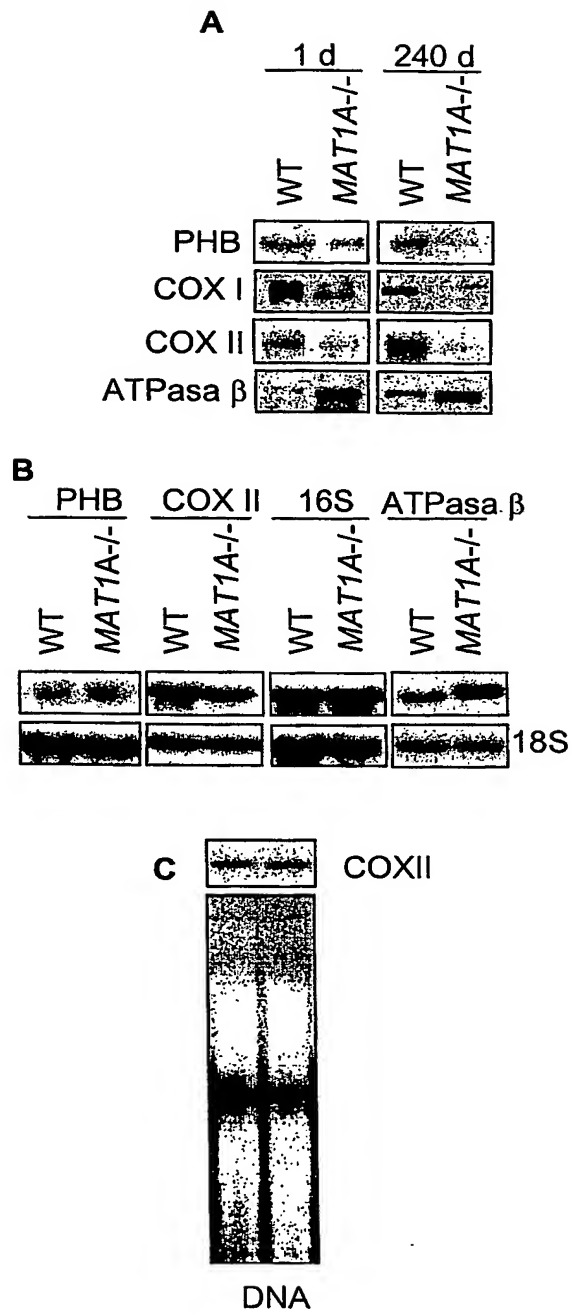 A
1 d 240 d
WT MAT1A-/- WT MAT1A-/-
PHB
COX I
COX II
ATPasa β
B
PHB COX II 16S ATPasa β
WT MAT1A-/- WT MAT1A-/- WT MAT1A-/- WT MAT1A-/-
18S
C COXII
DNA